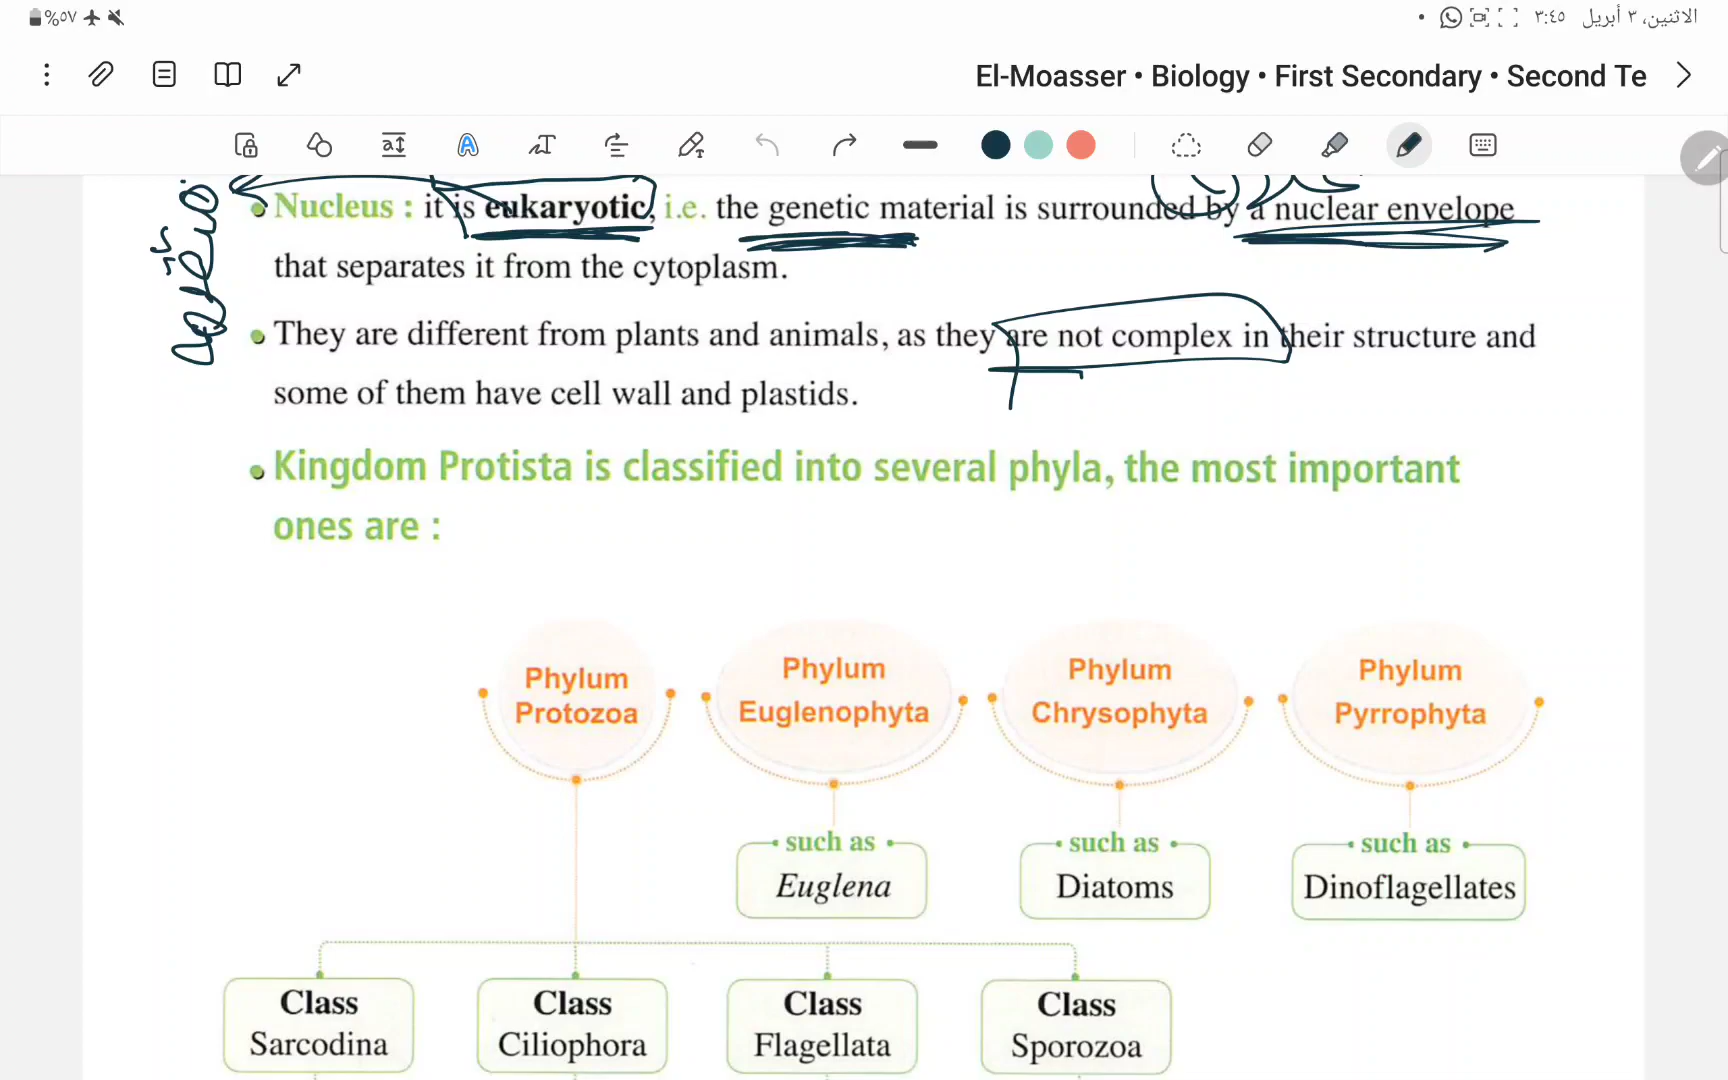 %٥٧
الاثنين، ٣ أبريل ٣:٤٥
El-Moasser • Biology • First Secondary • Second Te
Nucleus : it is eukaryotic, i.e. the genetic material is surrounded by a nuclear envelope
that separates it from the cytoplasm.
They are different from plants and animals, as they are not complex in their structure and
some of them have cell wall and plastids.
Kingdom Protista is classified into several phyla, the most important
ones are :
Phylum
Protozoa
Phylum
Euglenophyta
Phylum
Chrysophyta
Phylum
Pyrrophyta
such as
Euglena
such as
Diatoms
such as
Dinoflagellates
Class
Sarcodina
Class
Ciliophora
Class
Flagellata
Class
Sporozoa